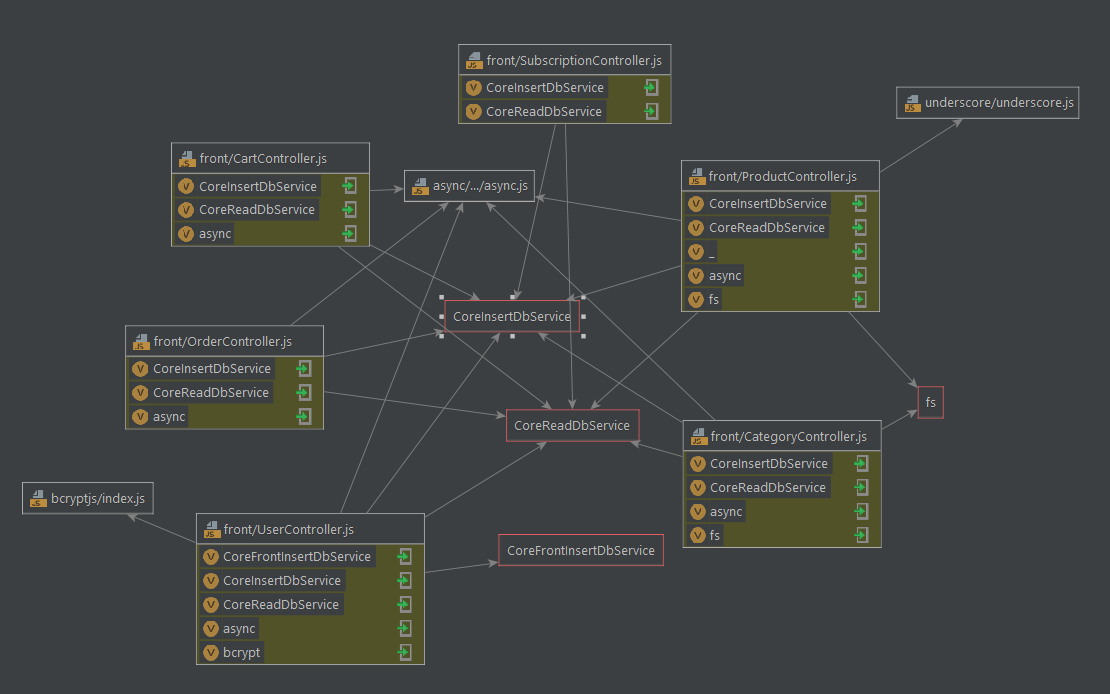 front/SubscriptionController.js
CoreInsertDbService
CoreReadDbService
underscore/underscore.js
front/CartController.js
CoreInsertDbService
CoreReadDbService
async
async/.../async.js
front/ProductController.js
CoreInsertDbService
CoreReadDbService
_
async
fs
CoreInsertDbService
front/OrderController.js
CoreInsertDbService
CoreReadDbService
async
fs
CoreReadDbService
front/CategoryController.js
CoreInsertDbService
CoreReadDbService
async
fs
bcryptjs/index.js
front/UserController.js
CoreFrontInsertDbService
CoreInsertDbService
CoreReadDbService
async
bcrypt
CoreFrontInsertDbService